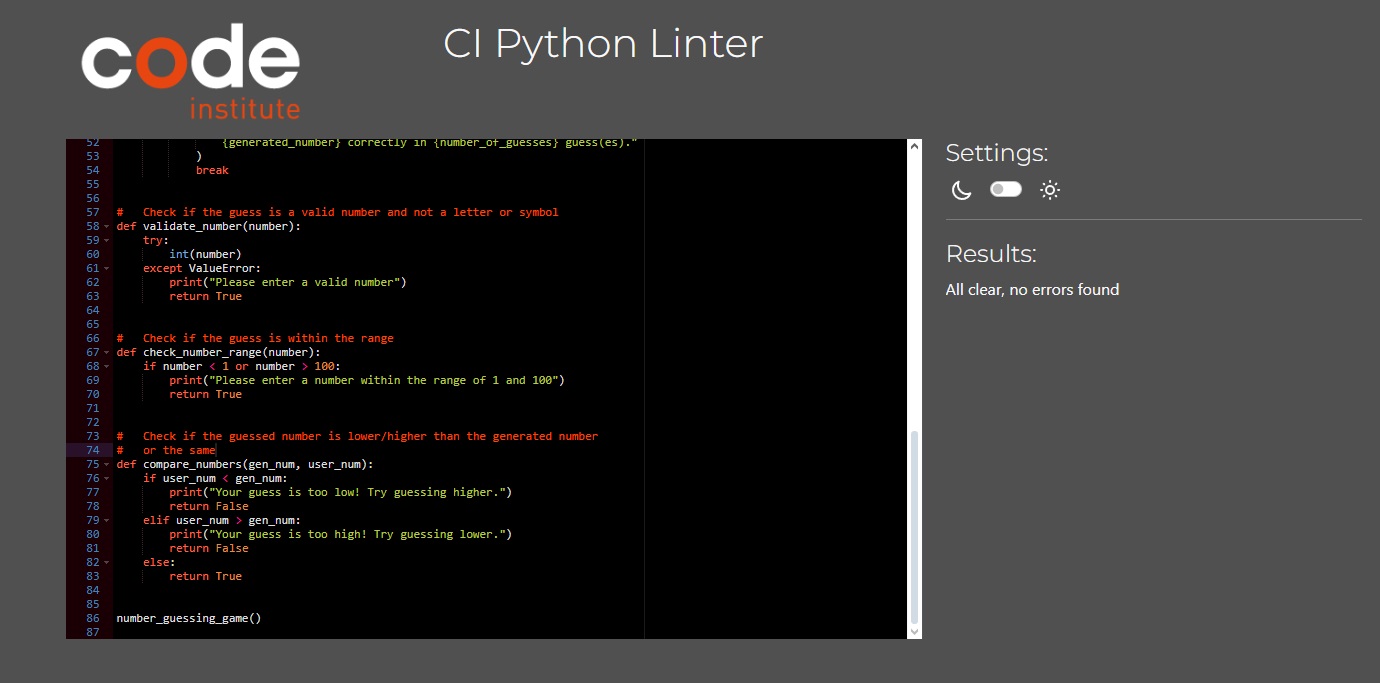 code
institute
CI Python Linter
52 {generated_number} correctly in {number_of_guesses} guess(es)."
53 )
54 break
55
56
57 #   Check if the guess is a valid number and not a letter or symbol
58 def validate_number(number):
59 try:
60 int(number)
61 except ValueError:
62 print("Please enter a valid number")
63 return True
64
65
66 #   Check if the guess is within the range
67 def check_number_range(number):
68 if number < 1 or number > 100:
69 print("Please enter a number within the range of 1 and 100")
70 return True
71
72
73 #   Check if the guessed number is lower/higher than the generated number
74 #   or the same
75 def compare_numbers(gen_num, user_num):
76 if user_num < gen_num:
77 print("Your guess is too low! Try guessing higher.")
78 return False
79 elif user_num > gen_num:
80 print("Your guess is too high! Try guessing lower.")
81 return False
82 else:
83 return True
84
85
86 number_guessing_game()
87
Settings:
Results:
All clear, no errors found